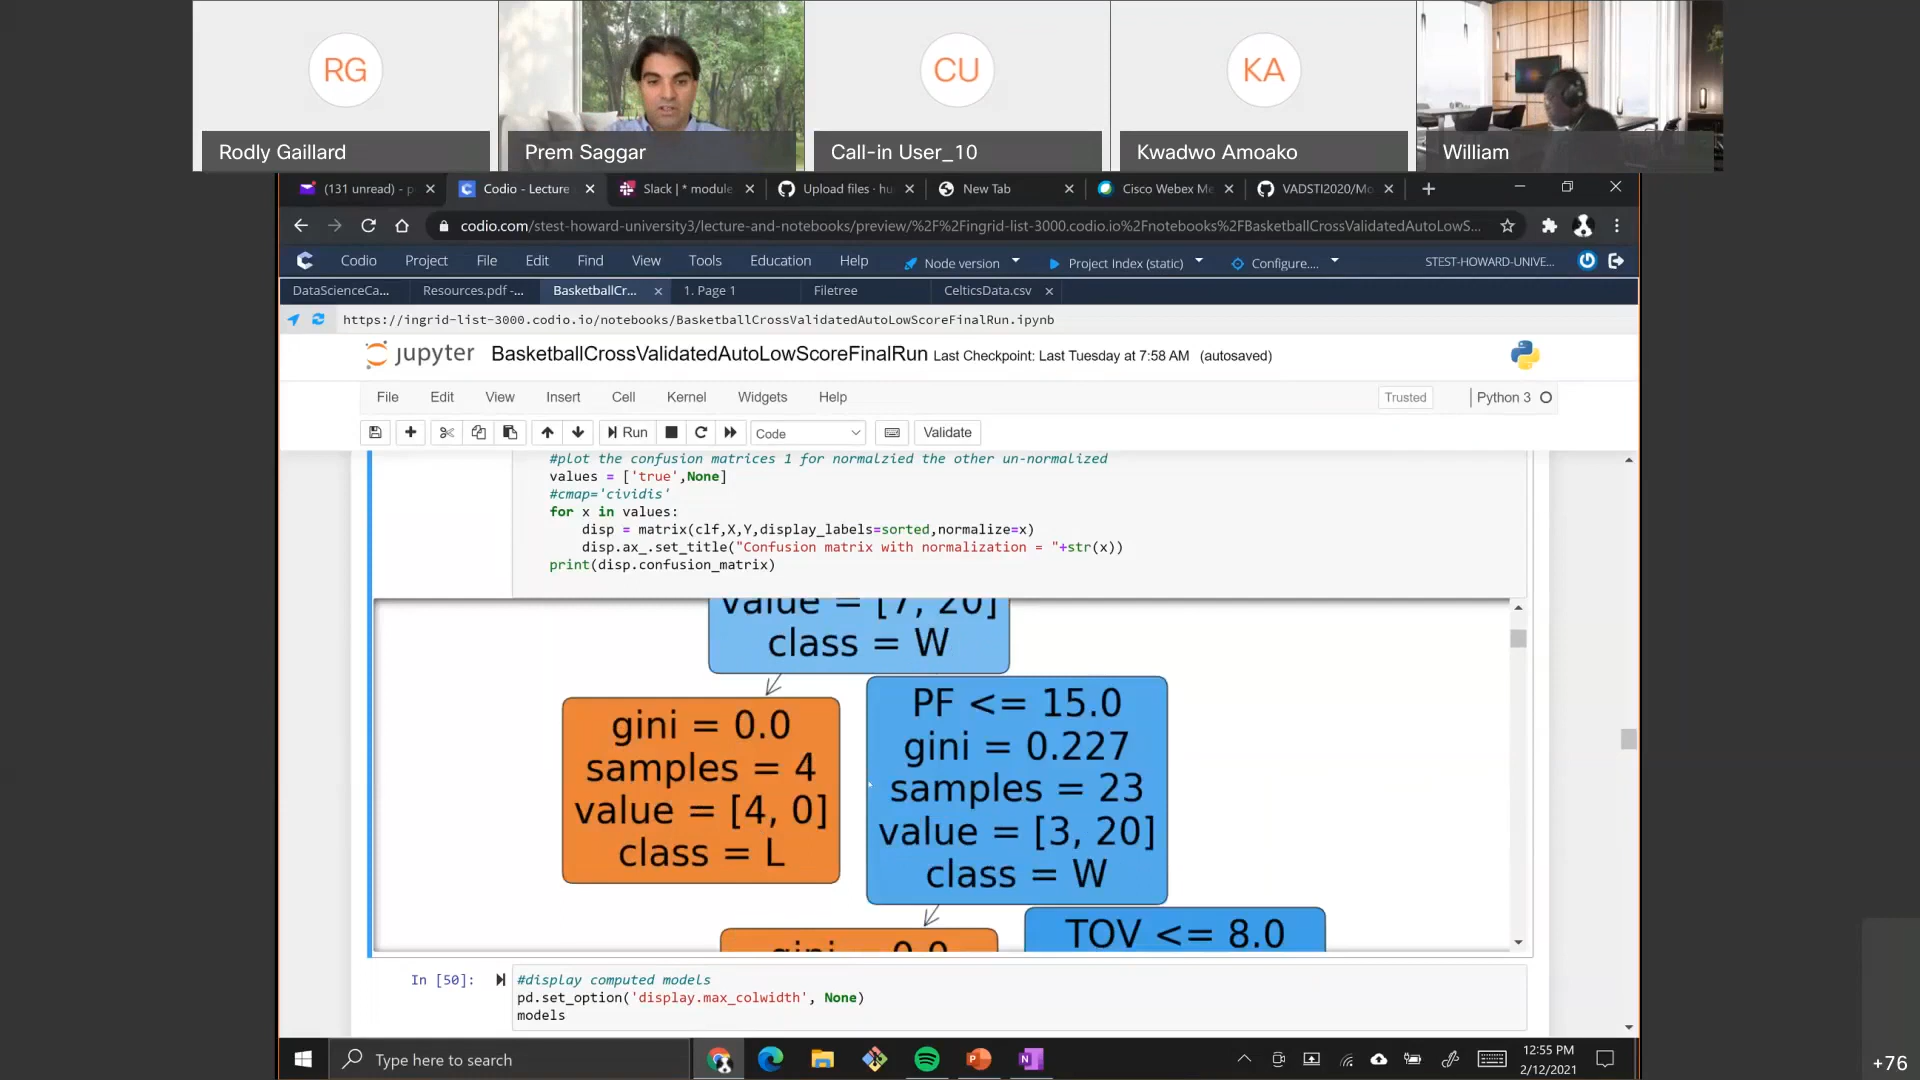 RG
CU
KA
Rodly Gaillard
Prem Saggar
Call-in User_10
Kwadwo Amoako
William
(131 unread) - p
Codio - Lecture
Slack | * module
Upload files · hu
New Tab
Cisco Webex Me
VADSTI2020/Mo
codio.com/stest-howard-university3/lecture-and-notebooks/preview/%2F%2Fingrid-list-3000.codio.io%2Fnotebooks%2FBasketballCrossValidatedAutoLowS...
Codio Project File Edit Find View Tools Education Help Node version Project Index (static) Configure.... STEST-HOWARD-UNIVE...
DataScienceCa... Resources.pdf -... BasketballCr... 1. Page 1 Filetree CelticsData.csv
https://ingrid-list-3000.codio.io/notebooks/BasketballCrossValidatedAutoLowScoreFinalRun.ipynb
jupyter BasketballCrossValidatedAutoLowScoreFinalRun Last Checkpoint: Last Tuesday at 7:58 AM (autosaved)
File Edit View Insert Cell Kernel Widgets Help Trusted Python 3
Run Code Validate
#plot the confusion matrices 1 for normalzied the other un-normalized
values = ['true',None]
#cmap='cividis'
for x in values:
disp = matrix(clf,X,Y,display_labels=sorted,normalize=x)
disp.ax_.set_title("Confusion matrix with normalization = "+str(x))
print(disp.confusion_matrix)
value = [7, 20]
class = W
gini = 0.0
samples = 4
value = [4, 0]
class = L
PF <= 15.0
gini = 0.227
samples = 23
value = [3, 20]
class = W
gini = 0.0
TOV <= 8.0
In [50]:
#display computed models
pd.set_option('display.max_colwidth', None)
models
Type here to search
12:55 PM
2/12/2021
+76